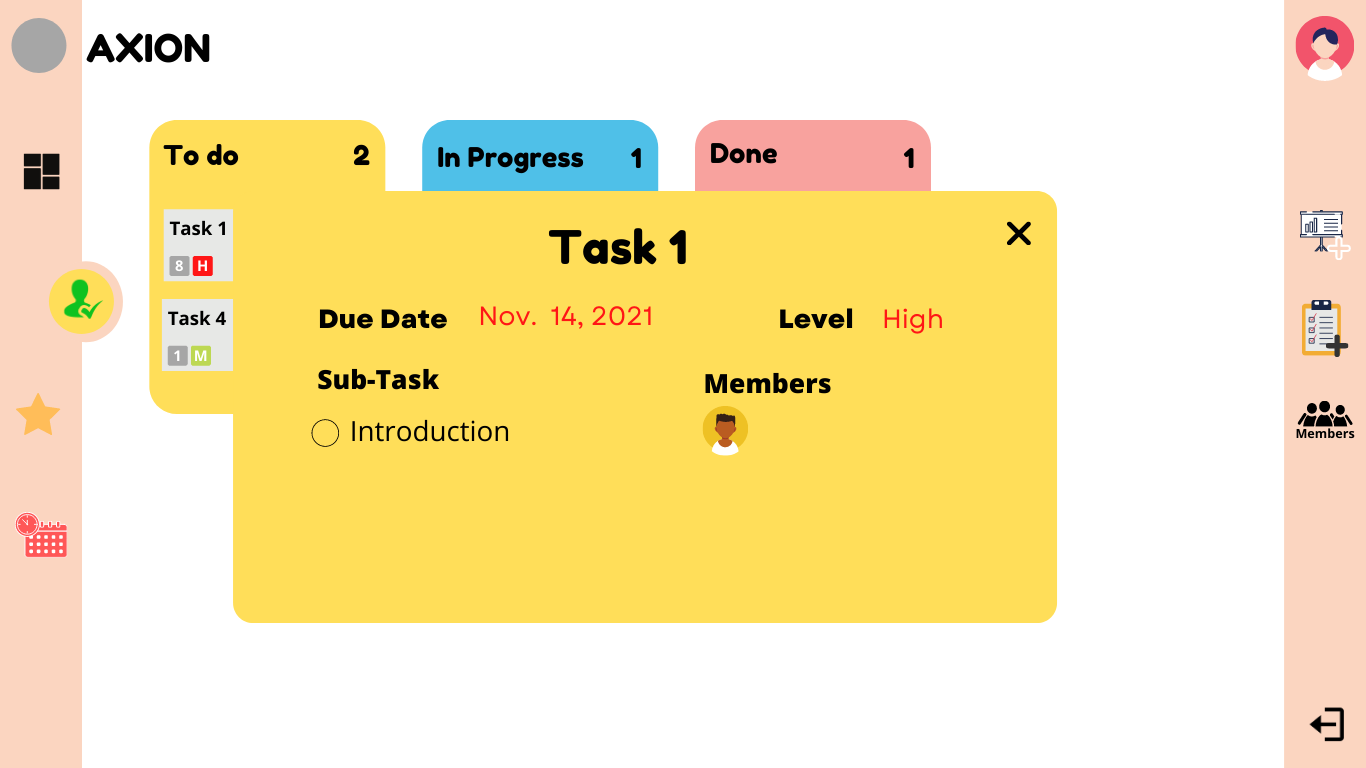 AXION
To do 2
In Progress 1
Done 1
Task 1
8 H
Task 4
1 M
Task 1
Due Date Nov. 14, 2021
Level High
Sub-Task
Introduction
Members
Members